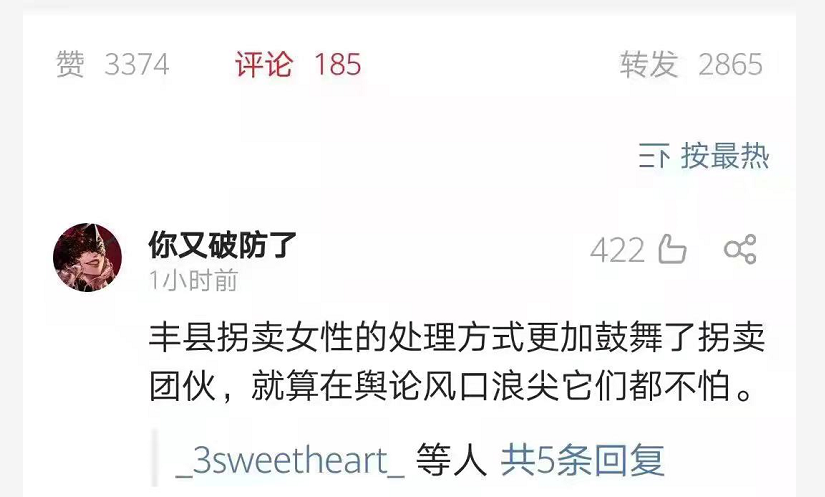 赞 3374 评论 185 转发 2865
按最热
你又破防了 422
1小时前
丰县拐卖女性的处理方式更加鼓舞了拐卖
团伙，就算在舆论风口浪尖它们都不怕。
_3sweetheart_ 等人 共5条回复